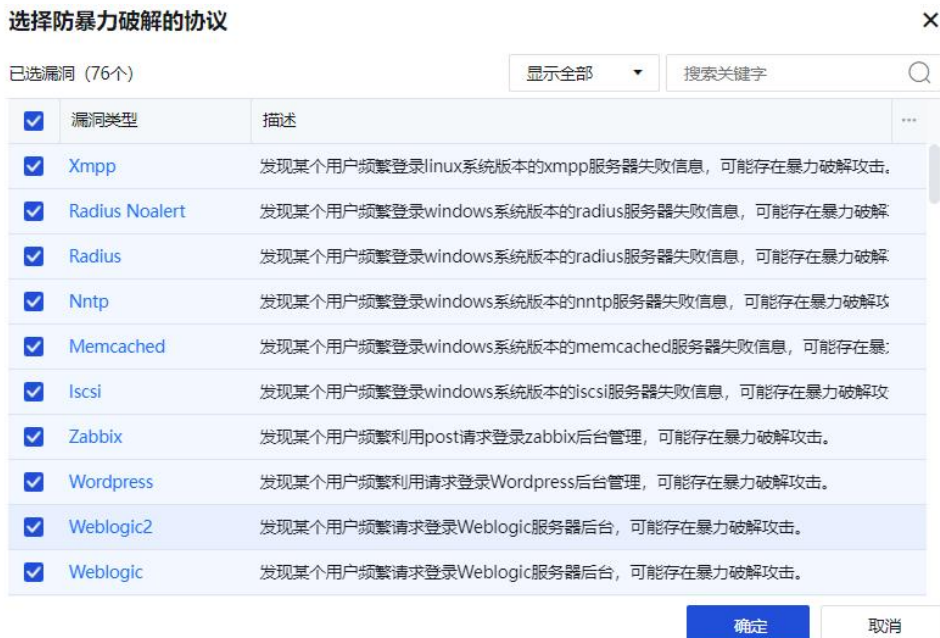 选择防暴力破解的协议
已选漏洞 (76个) 显示全部 搜索关键字
漏洞类型 描述
Xmpp 发现某个用户频繁登录linux系统版本的xmpp服务器失败信息，可能存在暴力破解攻击。
Radius Noalert 发现某个用户频繁登录windows系统版本的radius服务器失败信息，可能存在暴力破解
Radius 发现某个用户频繁登录windows系统版本的radius服务器失败信息，可能存在暴力破解
Nntp 发现某个用户频繁登录windows系统版本的nntp服务器失败信息，可能存在暴力破解攻
Memcached 发现某个用户频繁登录windows系统版本的memcached服务器失败信息，可能存在暴
Iscsi 发现某个用户频繁登录windows系统版本的iscsi服务器失败信息，可能存在暴力破解攻
Zabbix 发现某个用户频繁利用post请求登录zabbix后台管理，可能存在暴力破解攻击。
Wordpress 发现某个用户频繁利用请求登录Wordpress后台管理，可能存在暴力破解攻击。
Weblogic2 发现某个用户频繁请求登录Weblogic服务器后台，可能存在暴力破解攻击。
Weblogic 发现某个用户频繁请求登录Weblogic服务器后台，可能存在暴力破解攻击。
确定 取消